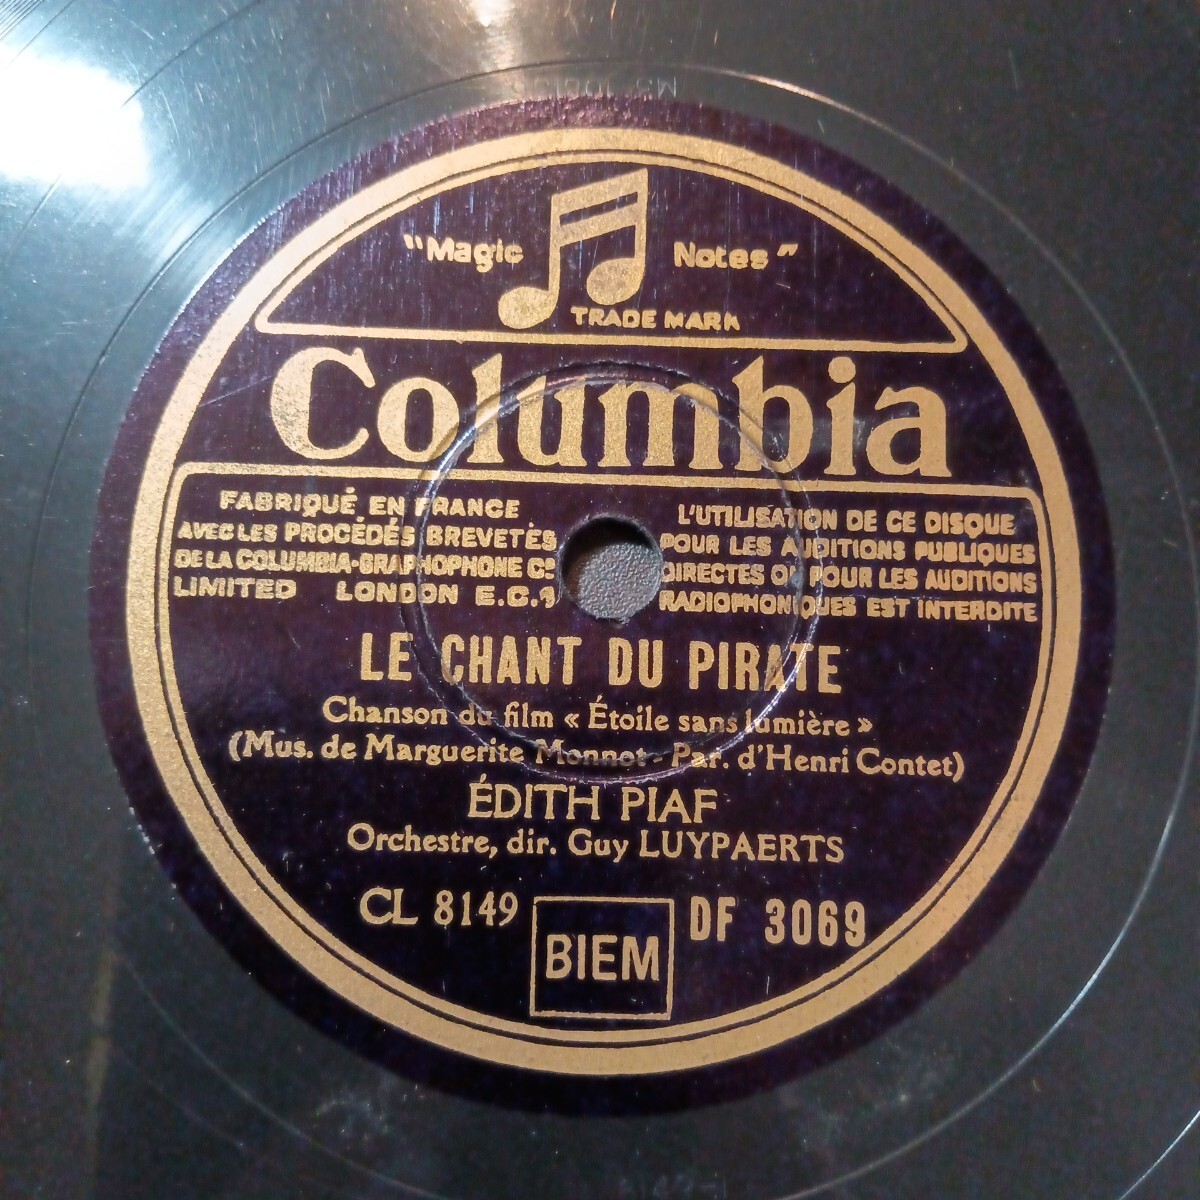 "Magic Notes"
TRADE MARK
Columbia
FABRIQUÉ EN FRANCE
AVEC LES PROCÉDÉS BREVETÉS
DE LA COLUMBIA-GRAPHOPHONE Co
LIMITED LONDON E.C.1
L'UTILISATION DE CE DISQUE
POUR LES AUDITIONS PUBLIQUES
DIRECTES OU POUR LES AUDITIONS
RADIOPHONIQUES EST INTERDITE
LE CHANT DU PIRATE
Chanson du film « Étoile sans lumière »
(Mus. de Marguerite Monnot - Par. d'Henri Contet)
ÉDITH PIAF
Orchestre, dir. Guy LUYPAERTS
CL 8149 BIEM DF 3069